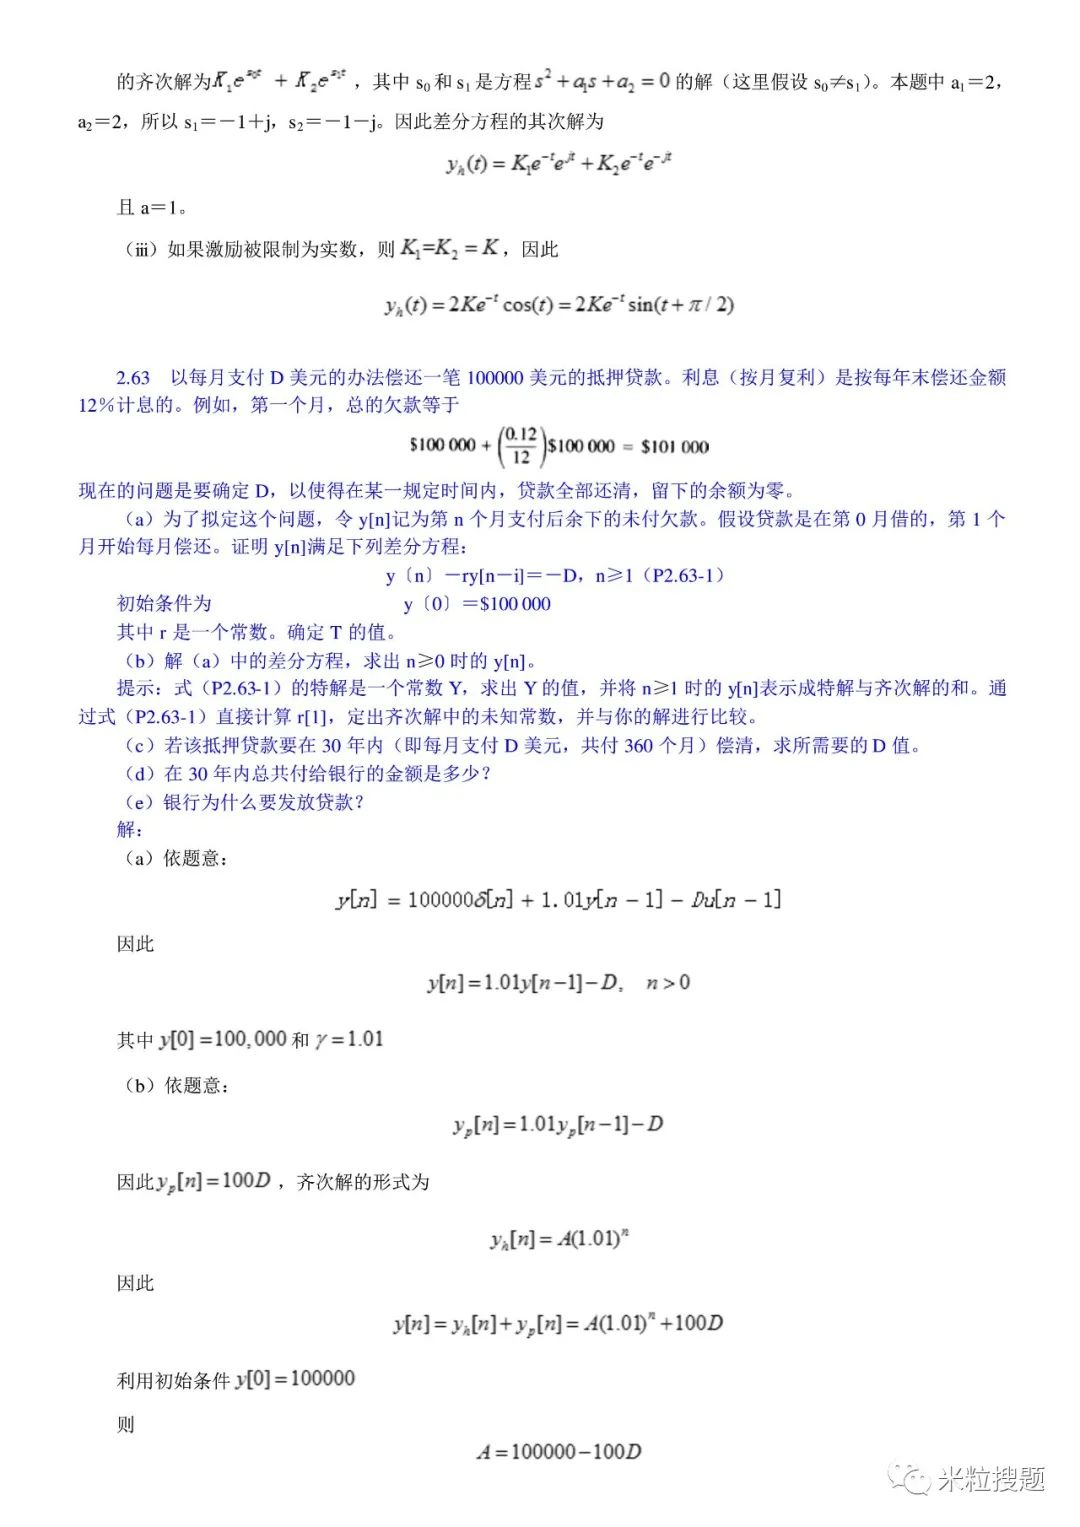 的齐次解为K₁e^{s₀t} + K₂e^{s₁t}，其中 s₀和 s₁是方程s²+a₁s+a₂=0的解（这里假设 s₀≠s₁）。本题中 a₁＝2，
a₂＝2，所以 s₁＝－1＋j，s₂＝－1－j。因此差分方程的其次解为
yₕ(t) = K₁e^{-t}e^{jt} + K₂e^{-t}e^{-jt}
且 a＝1。
（ⅲ）如果激励被限制为实数，则 K₁=K₂ = K，因此
yₕ(t) = 2Ke^{-t} cos(t) = 2Ke^{-t} sin(t + π / 2)
2.63 以每月支付 D 美元的办法偿还一笔 100000 美元的抵押贷款。利息（按月复利）是按每年末偿还金额
12％计息的。例如，第一个月，总的欠款等于
$100 000 + (0.12/12)$100 000 = $101 000
现在的问题是要确定 D，以使得在某一规定时间内，贷款全部还清，留下的余额为零。
（a）为了拟定这个问题，令 y[n]记为第 n 个月支付后余下的未付欠款。假设贷款是在第 0 月借的，第 1 个
月开始每月偿还。证明 y[n]满足下列差分方程：
y〔n〕－ry[n－i]＝－D，n≥1（P2.63-1）
初始条件为 y〔0〕＝$100 000
其中 r 是一个常数。确定 T 的值。
（b）解（a）中的差分方程，求出 n≥0 时的 y[n]。
提示：式（P2.63-1）的特解是一个常数 Y，求出 Y 的值，并将 n≥1 时的 y[n]表示成特解与齐次解的和。通
过式（P2.63-1）直接计算 r[1]，定出齐次解中的未知常数，并与你的解进行比较。
（c）若该抵押贷款要在 30 年内（即每月支付 D 美元，共付 360 个月）偿清，求所需要的 D 值。
（d）在 30 年内总共付给银行的金额是多少？
（e）银行为什么要发放贷款？
解：
（a）依题意：
y[n] = 100000δ[n] + 1.01y[n － 1] － Du[n － 1]
因此
y[n] = 1.01y[n－1]－D, n > 0
其中 y[0] = 100,000 和 γ = 1.01
（b）依题意：
yₚ[n] = 1.01yₚ[n－1]－D
因此yₚ[n] = 100D ，齐次解的形式为
yₕ[n] = A(1.01)ⁿ
因此
y[n] = yₕ[n] + yₚ[n] = A(1.01)ⁿ + 100D
利用初始条件 y[0] = 100000
则
A = 100000－100D
米粒搜题